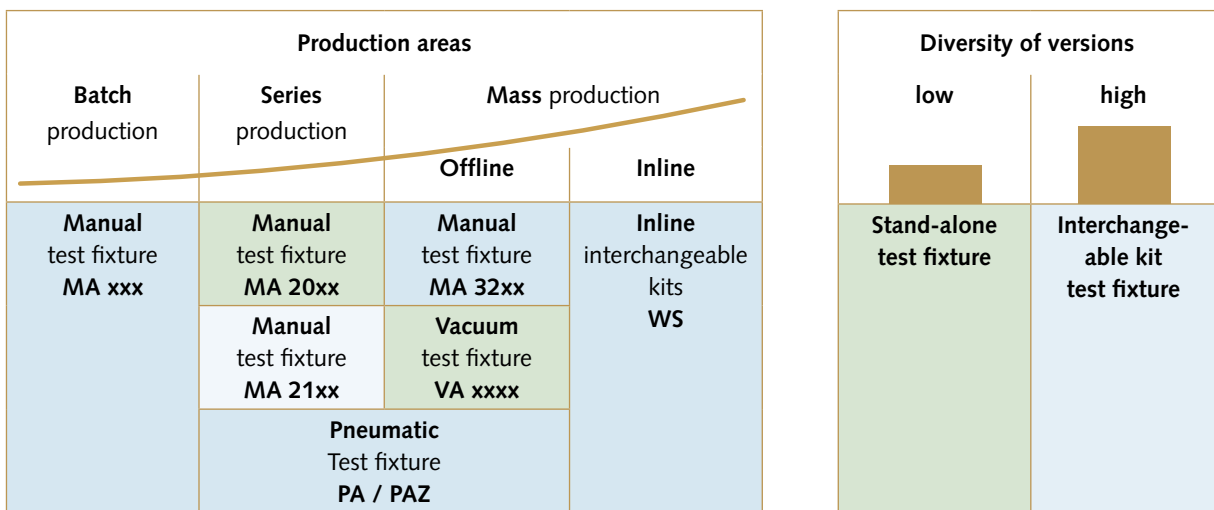 Production areas
Batch
production
Series
production
Mass production
Offline
Inline
Manual
test fixture
MA xxx
Manual
test fixture
MA 20xx
Manual
test fixture
MA 32xx
Inline
interchangeable
kits
WS
Manual
test fixture
MA 21xx
Vacuum
test fixture
VA xxxx
Pneumatic
Test fixture
PA / PAZ
Diversity of versions
low
high
Stand-alone
test fixture
Interchange-
able kit
test fixture